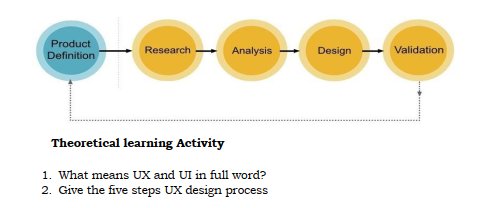 Product
Definition
Research
Analysis
Design
Validation
Theoretical learning Activity
1. What means UX and UI in full word?
2. Give the five steps UX design process